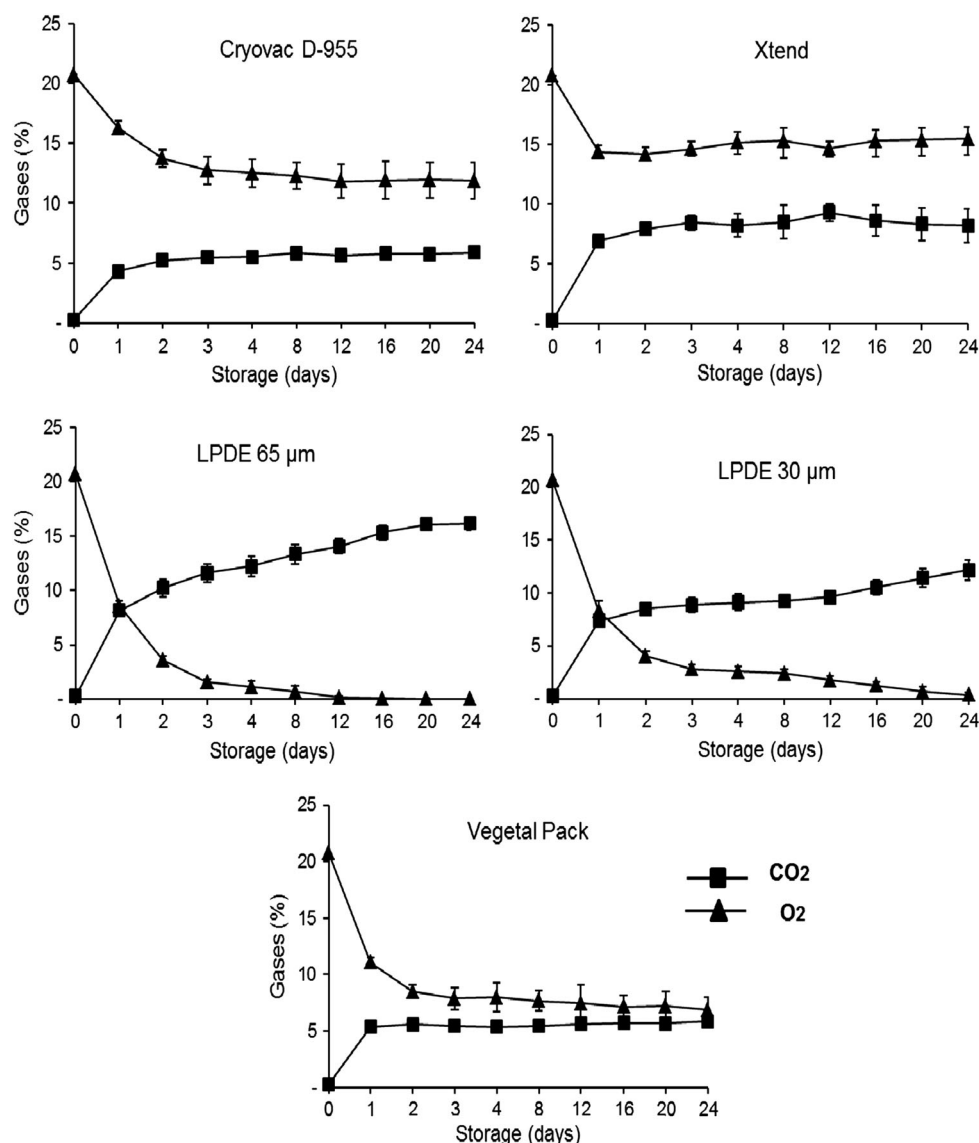 Cryovac D-955
25
20
15
10
5
-
Gases (%)
0 1 2 3 4 8 12 16 20 24
Storage (days)
Xtend
25
20
15
10
5
-
0 1 2 3 4 8 12 16 20 24
Storage (days)
LPDE 65 µm
25
20
15
10
5
-
Gases (%)
0 1 2 3 4 8 12 16 20 24
Storage (days)
LPDE 30 µm
25
20
15
10
5
-
0 1 2 3 4 8 12 16 20 24
Storage (days)
Vegetal Pack
25
20
15
10
5
-
Gases (%)
0 1 2 3 4 8 12 16 20 24
Storage (days)
CO2
O2